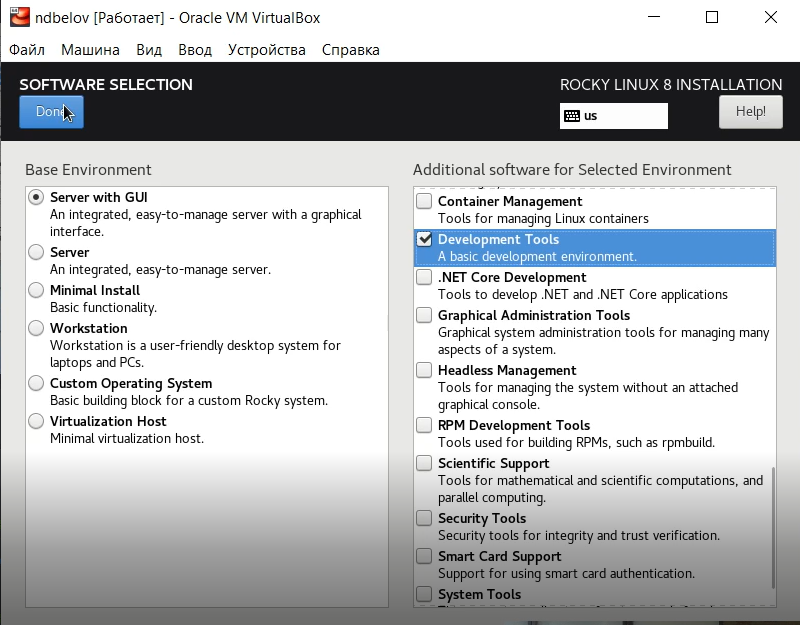 ndbelov [Работает] - Oracle VM VirtualBox
Файл Машина Вид Ввод Устройства Справка
SOFTWARE SELECTION
ROCKY LINUX 8 INSTALLATION
Done
us
Help!
Base Environment
Server with GUI
An integrated, easy-to-manage server with a graphical
interface.
Server
An integrated, easy-to-manage server.
Minimal Install
Basic functionality.
Workstation
Workstation is a user-friendly desktop system for
laptops and PCs.
Custom Operating System
Basic building block for a custom Rocky system.
Virtualization Host
Minimal virtualization host.
Additional software for Selected Environment
Container Management
Tools for managing Linux containers
Development Tools
A basic development environment.
.NET Core Development
Tools to develop .NET and .NET Core applications
Graphical Administration Tools
Graphical system administration tools for managing many
aspects of a system.
Headless Management
Tools for managing the system without an attached
graphical console.
RPM Development Tools
Tools used for building RPMs, such as rpmbuild.
Scientific Support
Tools for mathematical and scientific computations, and
parallel computing.
Security Tools
Security tools for integrity and trust verification.
Smart Card Support
Support for using smart card authentication.
System Tools